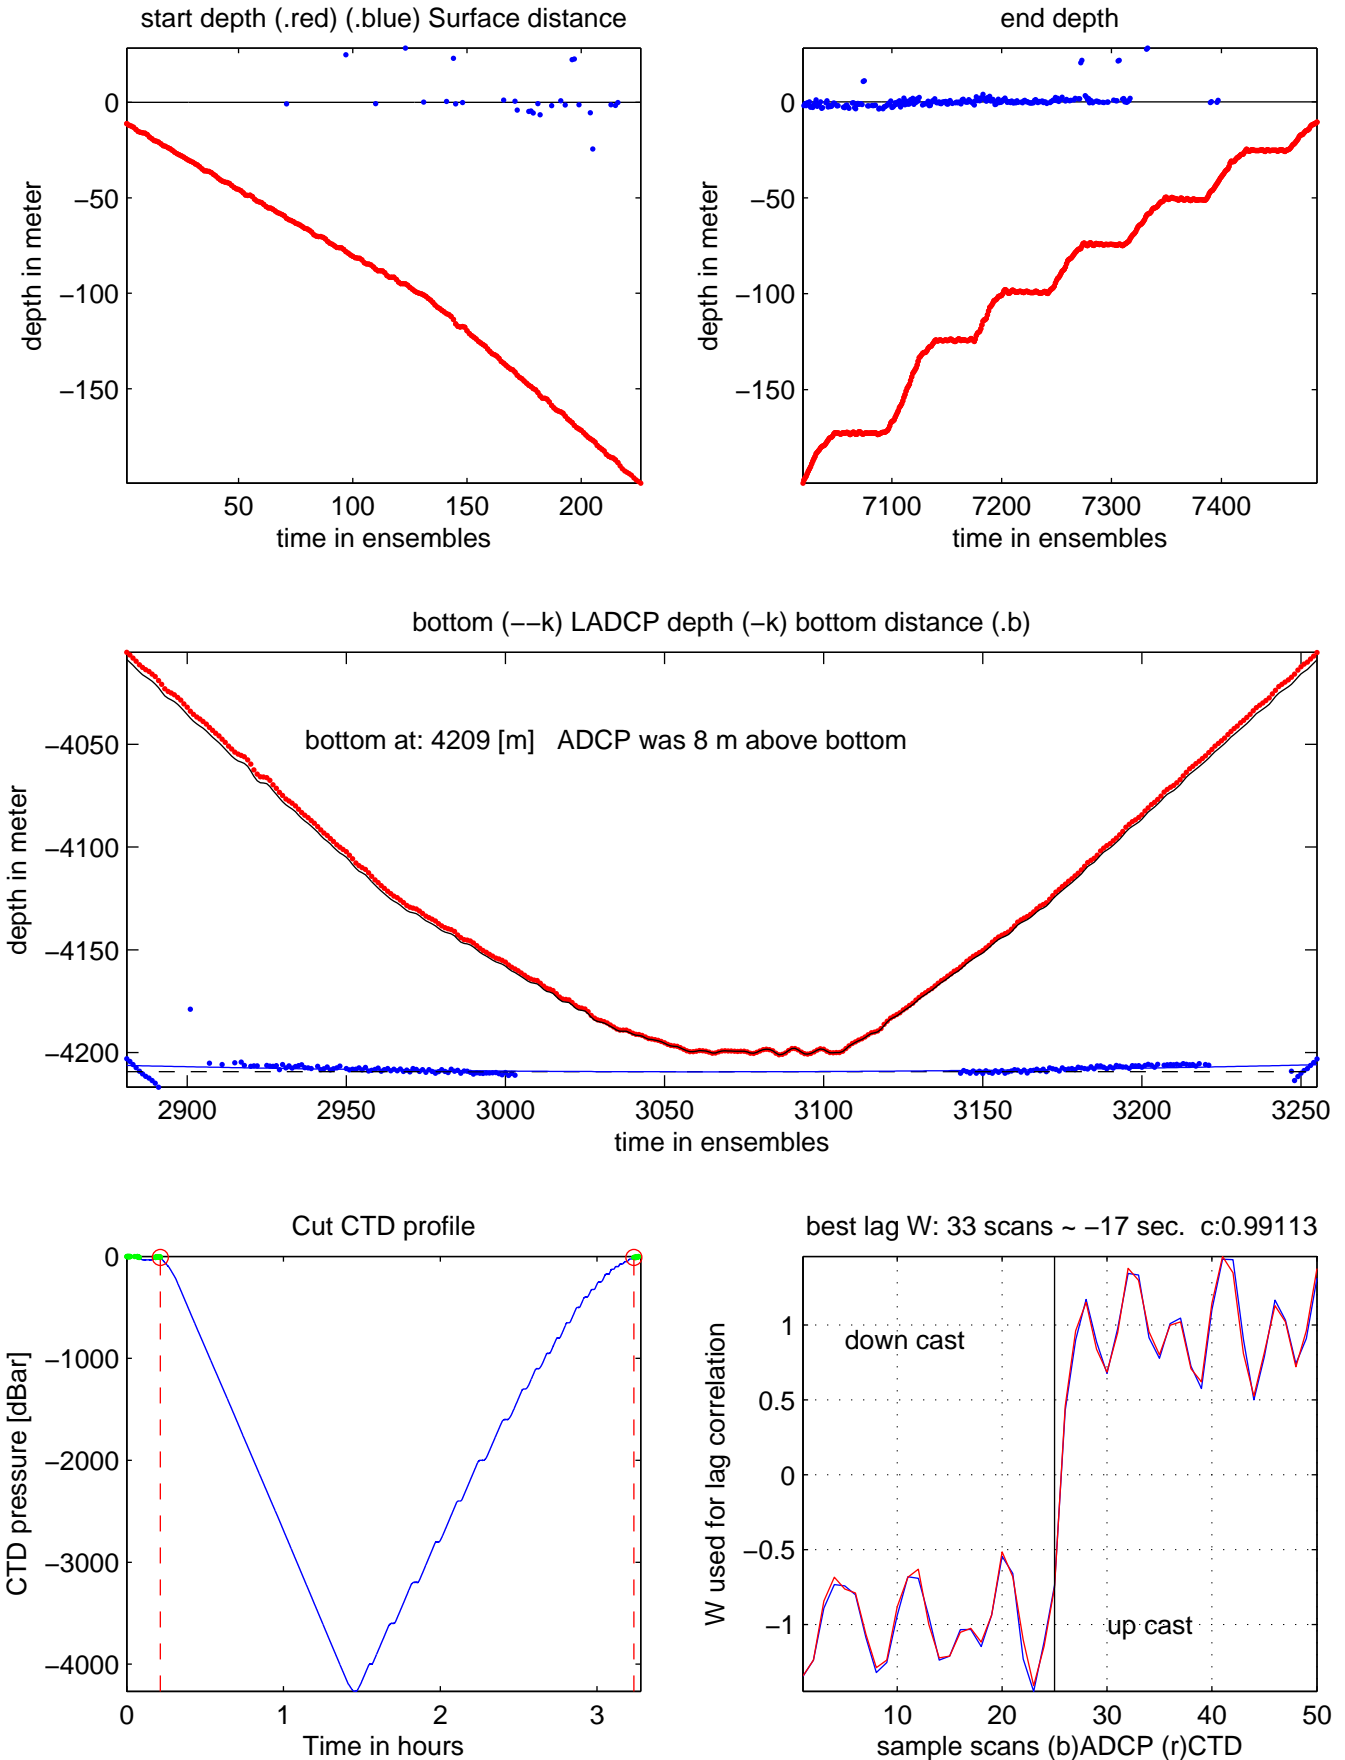 start depth (.red) (.blue) Surface distance
end depth
0
−50
−100
−150
depth in meter
50
100
150
200
time in ensembles
0
−50
−100
−150
depth in meter
7100
7200
7300
7400
time in ensembles
bottom (−−k) LADCP depth (−k) bottom distance (.b)
bottom at: 4209 [m]   ADCP was 8 m above bottom
−4050
−4100
−4150
−4200
depth in meter
2900
2950
3000
3050
3100
3150
3200
3250
time in ensembles
Cut CTD profile
0
−1000
−2000
−3000
−4000
CTD pressure [dBar]
0
1
2
3
Time in hours
best lag W: 33 scans ~ −17 sec.  c:0.99113
down cast
up cast
1
0.5
0
−0.5
−1
W used for lag correlation
10
20
30
40
50
sample scans (b)ADCP (r)CTD